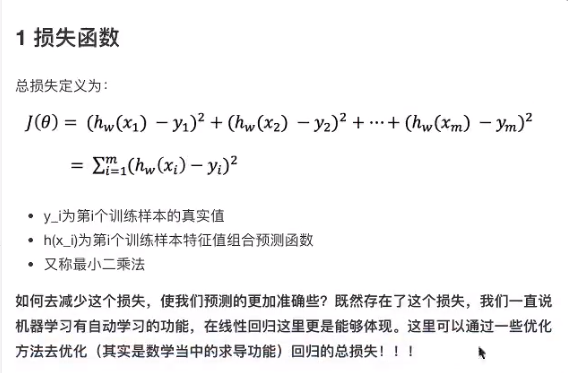 1 损失函数
总损失定义为：
J(θ) = (h_w(x_1) − y_1)² + (h_w(x_2) − y_2)² + ⋯ + (h_w(x_m) − y_m)²
= ∑_{i=1}^{m}(h_w(x_i) − y_i)²
• y_i为第i个训练样本的真实值
• h(x_i)为第i个训练样本特征值组合预测函数
• 又称最小二乘法
如何去减少这个损失，使我们预测的更加准确些？既然存在了这个损失，我们一直说
机器学习有自动学习的功能，在线性回归这里更是能够体现。这里可以通过一些优化
方法去优化（其实是数学当中的求导功能）回归的总损失！！！